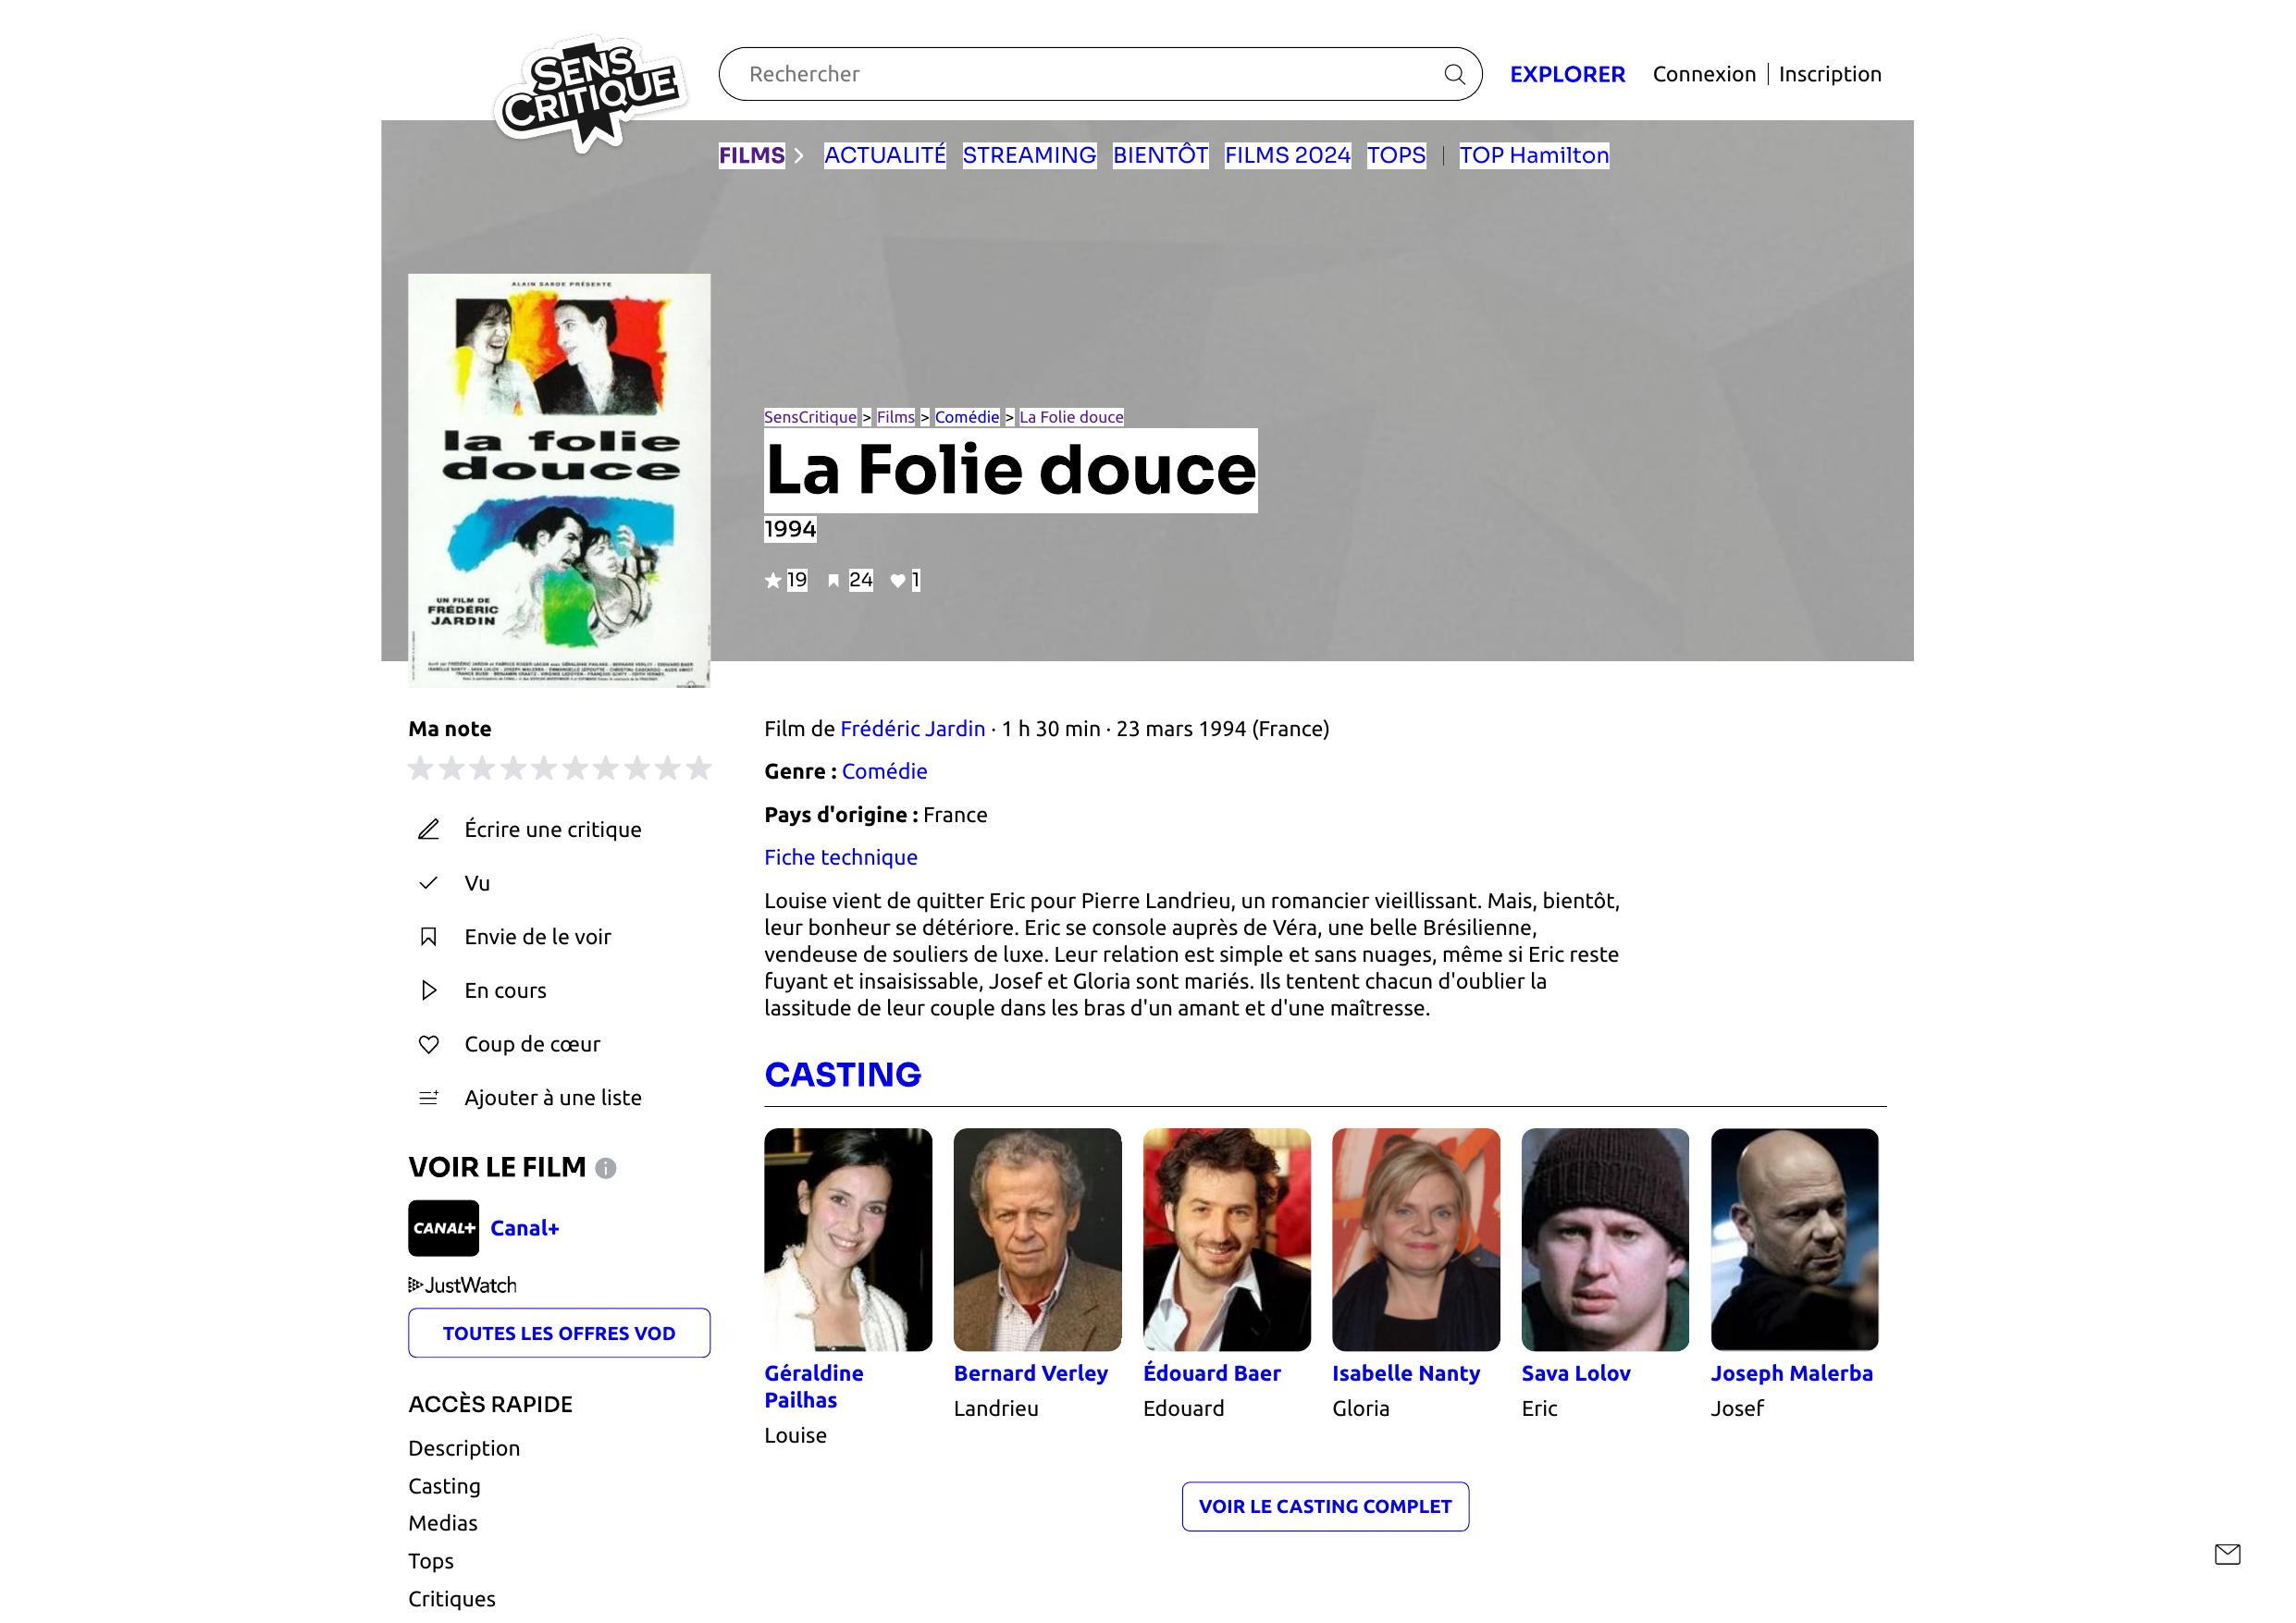 SENS CRITIQUE
Rechercher
EXPLORER Connexion Inscription
FILMS ACTUALITÉ STREAMING BIENTÔT FILMS 2024 TOPS TOP Hamilton
ALAIN SARDE PRÉSENTE
la folie
douce
UN FILM DE
FRÉDÉRIC
JARDIN
SensCritique > Films > Comédie > La Folie douce
La Folie douce
1994
19 24 1
Ma note
Écrire une critique
Vu
Envie de le voir
En cours
Coup de cœur
Ajouter à une liste
VOIR LE FILM
CANAL+ Canal+
JustWatch
TOUTES LES OFFRES VOD
ACCÈS RAPIDE
Description
Casting
Medias
Tops
Critiques
Film de Frédéric Jardin · 1 h 30 min · 23 mars 1994 (France)
Genre : Comédie
Pays d'origine : France
Fiche technique
Louise vient de quitter Eric pour Pierre Landrieu, un romancier vieillissant. Mais, bientôt,
leur bonheur se détériore. Eric se console auprès de Véra, une belle Brésilienne,
vendeuse de souliers de luxe. Leur relation est simple et sans nuages, même si Eric reste
fuyant et insaisissable, Josef et Gloria sont mariés. Ils tentent chacun d'oublier la
lassitude de leur couple dans les bras d'un amant et d'une maîtresse.
CASTING
Géraldine
Pailhas
Louise
Bernard Verley
Landrieu
Édouard Baer
Edouard
Isabelle Nanty
Gloria
Sava Lolov
Eric
Joseph Malerba
Josef
VOIR LE CASTING COMPLET